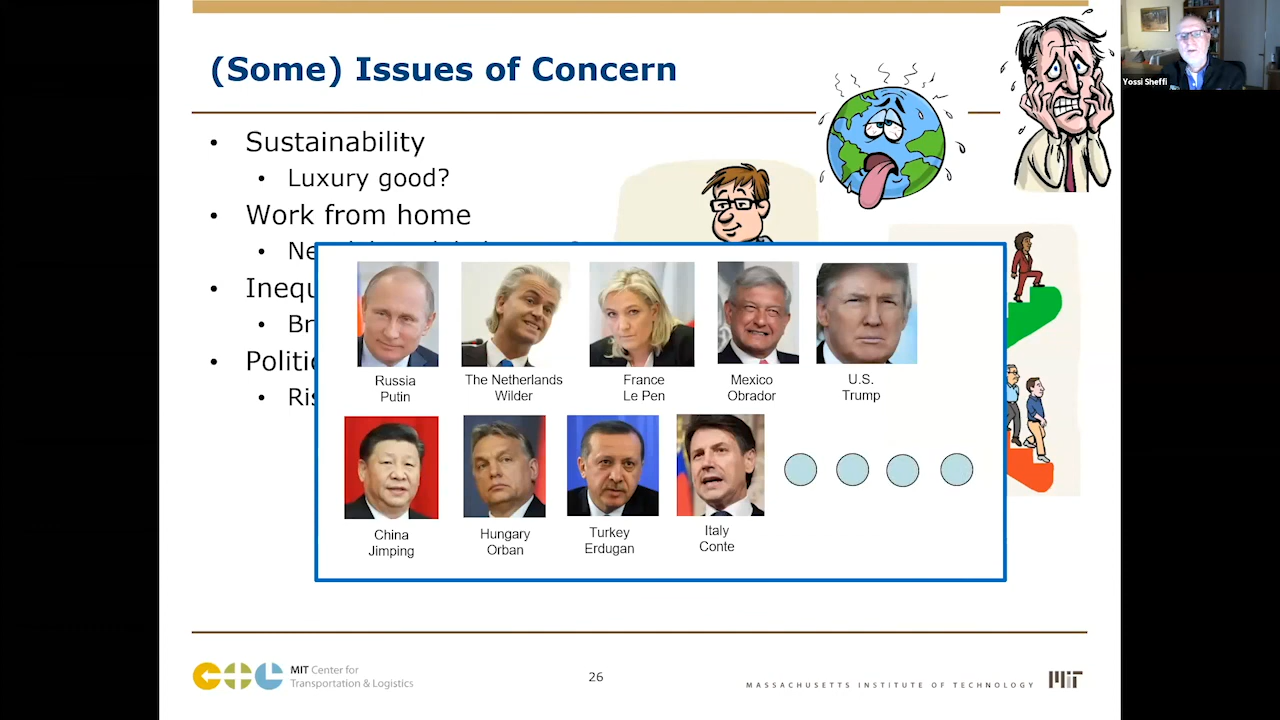 (Some) Issues of Concern
Yossi Sheffi
• Sustainability
• Luxury good?
• Work from home
• Ne
• Inequ
• Br
• Politi
• Ris
Russia
Putin
The Netherlands
Wilder
France
Le Pen
Mexico
Obrador
U.S.
Trump
China
Jimping
Hungary
Orban
Turkey
Erdugan
Italy
Conte
MIT Center for
Transportation & Logistics
26
MASSACHUSETTS INSTITUTE OF TECHNOLOGY
MIT